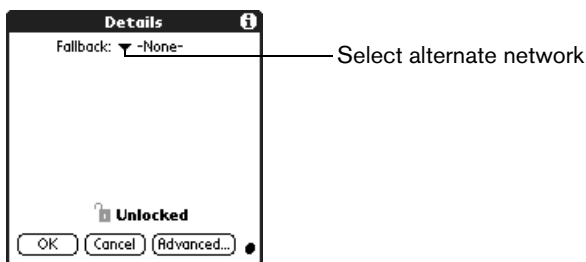 Details
Fallback: -None-
Select alternate network
Unlocked
OK Cancel Advanced...